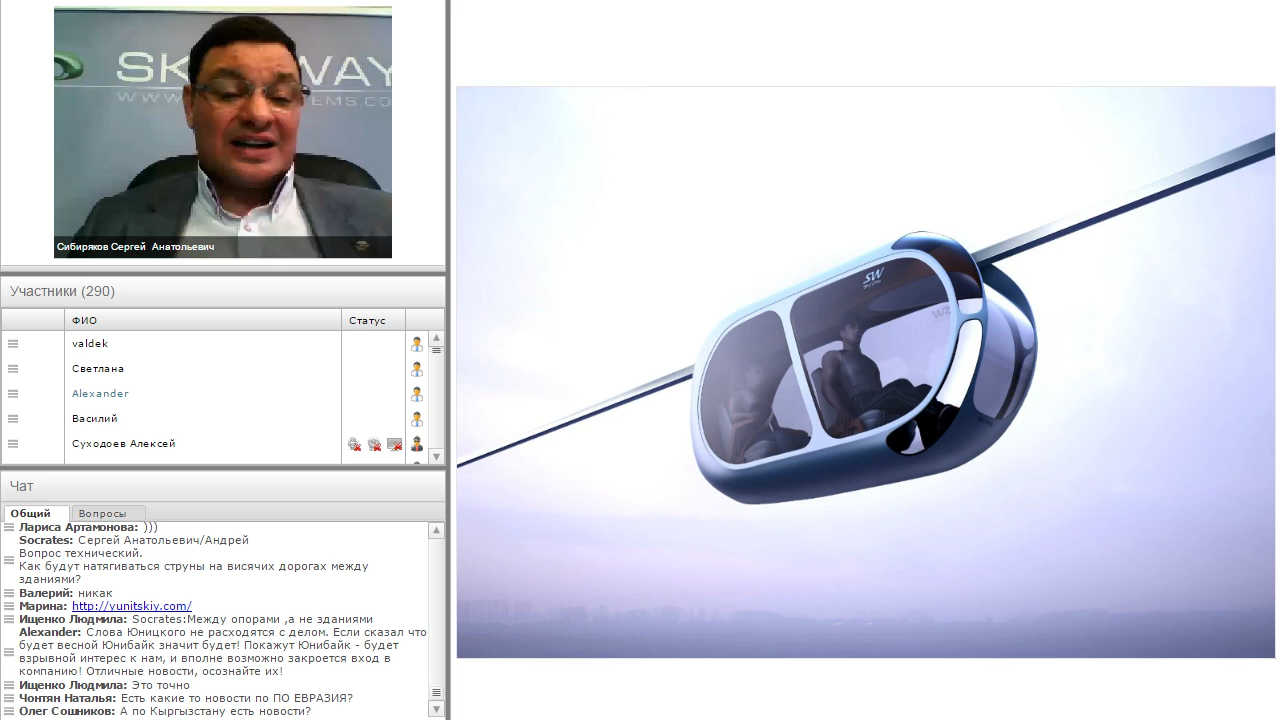 SK WAY
WWW. EMS.CO
Сибиряков Сергей Анатольевич
Участники (290)
ФИО Статус
valdek
Светлана
Alexander
Василий
Суходоев Алексей
Чат
Общий Вопросы
Лариса Артамонова: )))
Socrates: Сергей Анатольевич/Андрей
Вопрос технический.
Как будут натягиваться струны на висячих дорогах между
зданиями?
Валерий: никак
Марина: http://yunitskiy.com/
Ищенко Людмила: Socrates:Между опорами ,а не зданиями
Alexander: Слова Юницкого не расходятся с делом. Если сказал что
будет весной Юнибайк значит будет! Покажут Юнибайк - будет
взрывной интерес к нам, и вполне возможно закроется вход в
компанию! Отличные новости, осознайте их!
Ищенко Людмила: Это точно
Чонтян Наталья: Есть какие то новости по ПО ЕВРАЗИЯ?
Олег Сошников: А по Кыргызстану есть новости?
SW